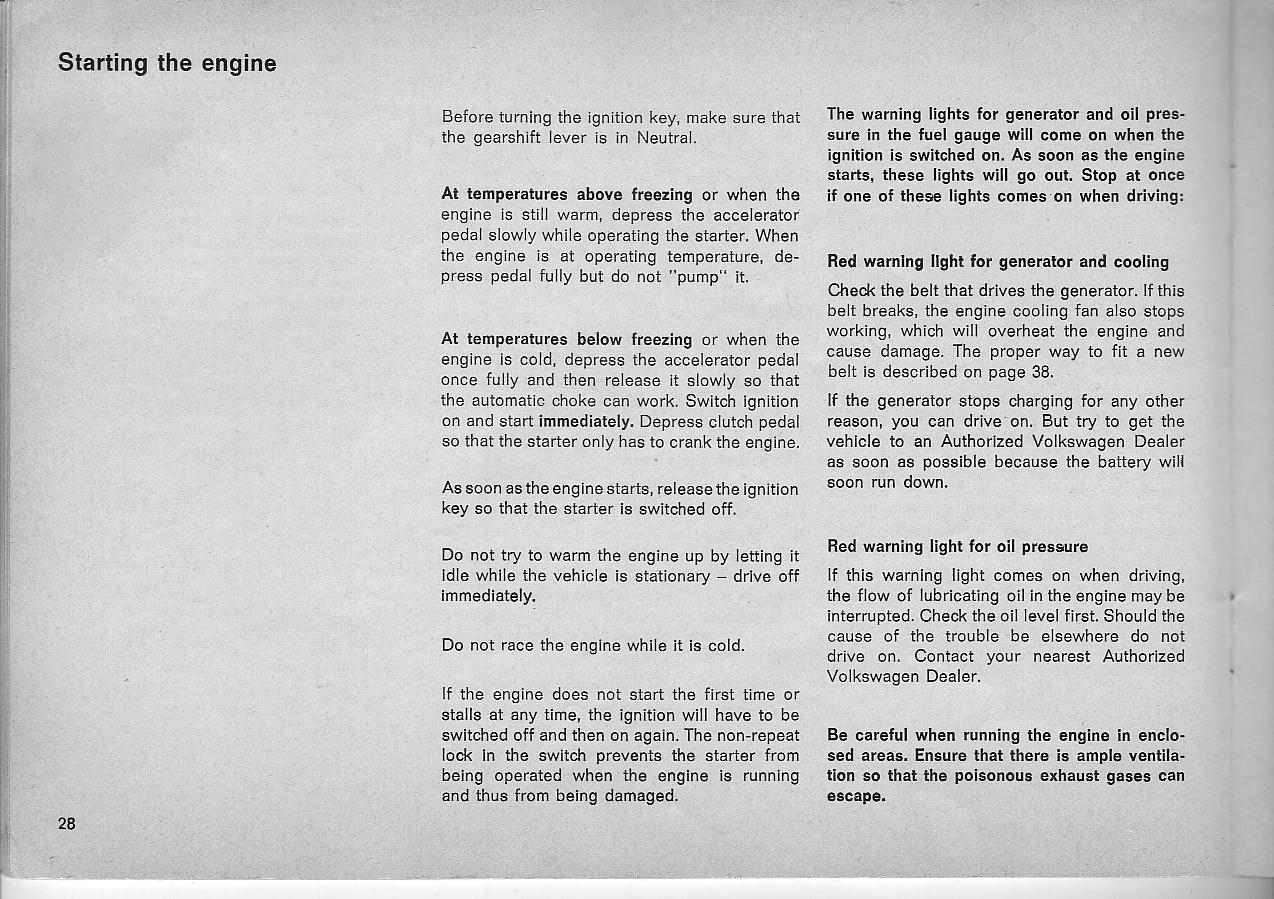 Starting the engine
Before turning the ignition key, make sure that
the gearshift lever is in Neutral.
At temperatures above freezing or when the
engine is still warm, depress the accelerator
pedal slowly while operating the starter. When
the engine is at operating temperature, de-
press pedal fully but do not "pump" it.
At temperatures below freezing or when the
engine is cold, depress the accelerator pedal
once fully and then release it slowly so that
the automatic choke can work. Switch ignition
on and start immediately. Depress clutch pedal
so that the starter only has to crank the engine.
As soon as the engine starts, release the ignition
key so that the starter is switched off.
Do not try to warm the engine up by letting it
idle while the vehicle is stationary – drive off
immediately.
Do not race the engine while it is cold.
If the engine does not start the first time or
stalls at any time, the ignition will have to be
switched off and then on again. The non-repeat
lock in the switch prevents the starter from
being operated when the engine is running
and thus from being damaged.
28
The warning lights for generator and oil pres-
sure in the fuel gauge will come on when the
ignition is switched on. As soon as the engine
starts, these lights will go out. Stop at once
if one of these lights comes on when driving:
Red warning light for generator and cooling
Check the belt that drives the generator. If this
belt breaks, the engine cooling fan also stops
working, which will overheat the engine and
cause damage. The proper way to fit a new
belt is described on page 38.
If the generator stops charging for any other
reason, you can drive on. But try to get the
vehicle to an Authorized Volkswagen Dealer
as soon as possible because the battery will
soon run down.
Red warning light for oil pressure
If this warning light comes on when driving,
the flow of lubricating oil in the engine may be
interrupted. Check the oil level first. Should the
cause of the trouble be elsewhere do not
drive on. Contact your nearest Authorized
Volkswagen Dealer.
Be careful when running the engine in enclo-
sed areas. Ensure that there is ample ventila-
tion so that the poisonous exhaust gases can
escape.